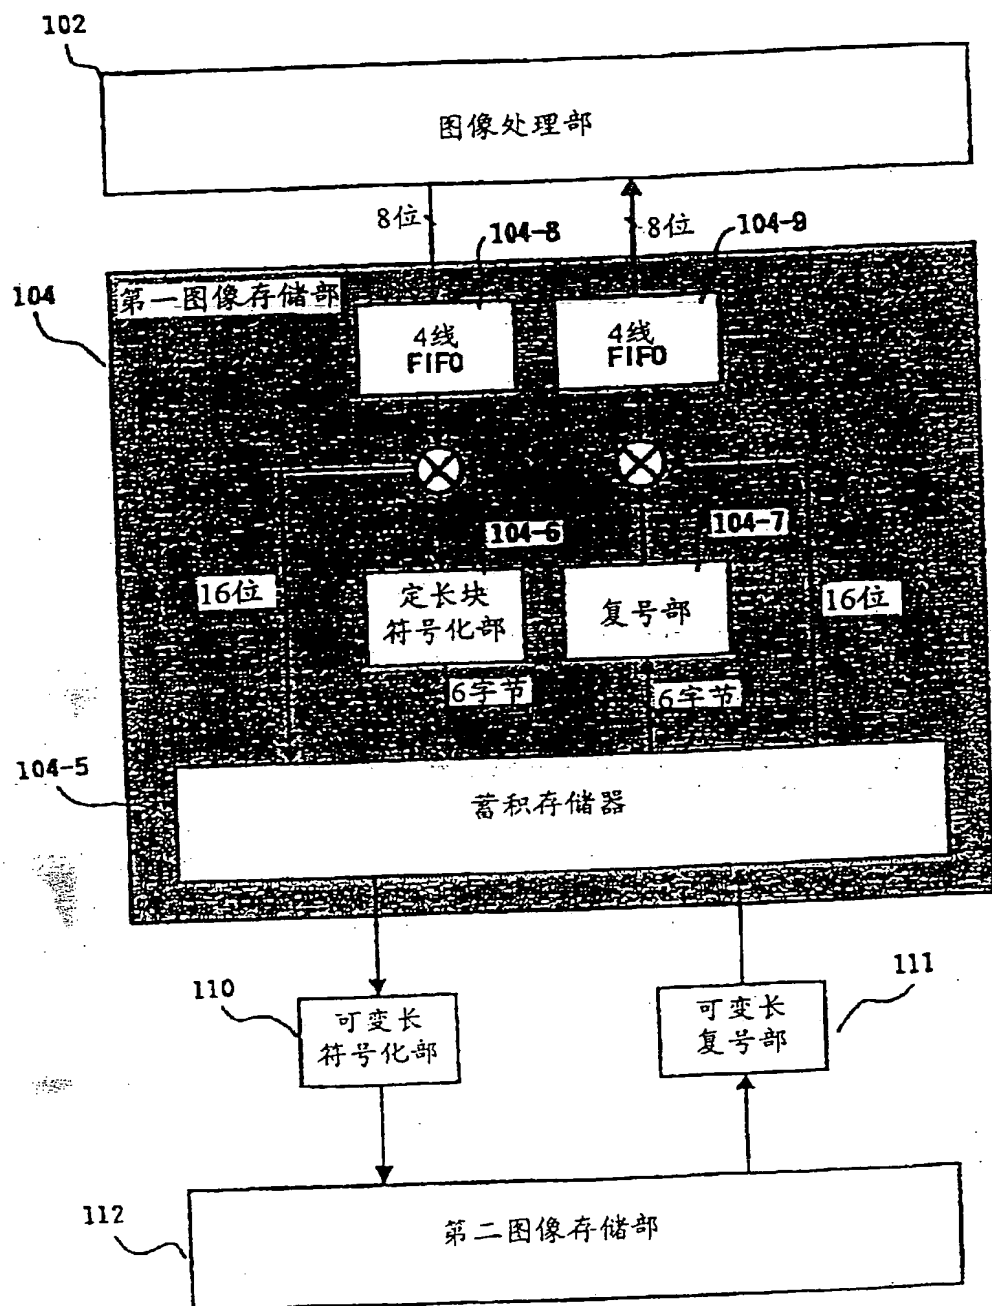 102
图像处理部
8位
104-8
8位
104-9
104
第一图像存储部
4线
FIFO
4线
FIFO
104-6
104-7
16位
定长块
符号化部
复号部
16位
6字节
6字节
104-5
蓄积存储器
110
可变长
符号化部
可变长
复号部
111
112
第二图像存储部